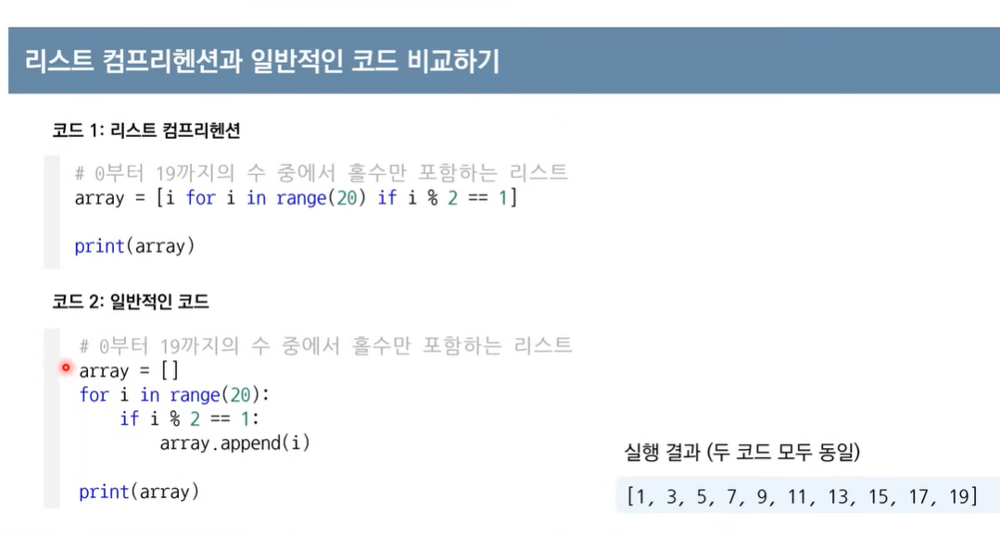 리스트 컴프리헨션과 일반적인 코드 비교하기
코드 1: 리스트 컴프리헨션
# 0부터 19까지의 수 중에서 홀수만 포함하는 리스트
array = [i for i in range(20) if i % 2 == 1]
print(array)
코드 2: 일반적인 코드
# 0부터 19까지의 수 중에서 홀수만 포함하는 리스트
array = []
for i in range(20):
    if i % 2 == 1:
        array.append(i)
print(array)
실행 결과 (두 코드 모두 동일)
[1, 3, 5, 7, 9, 11, 13, 15, 17, 19]